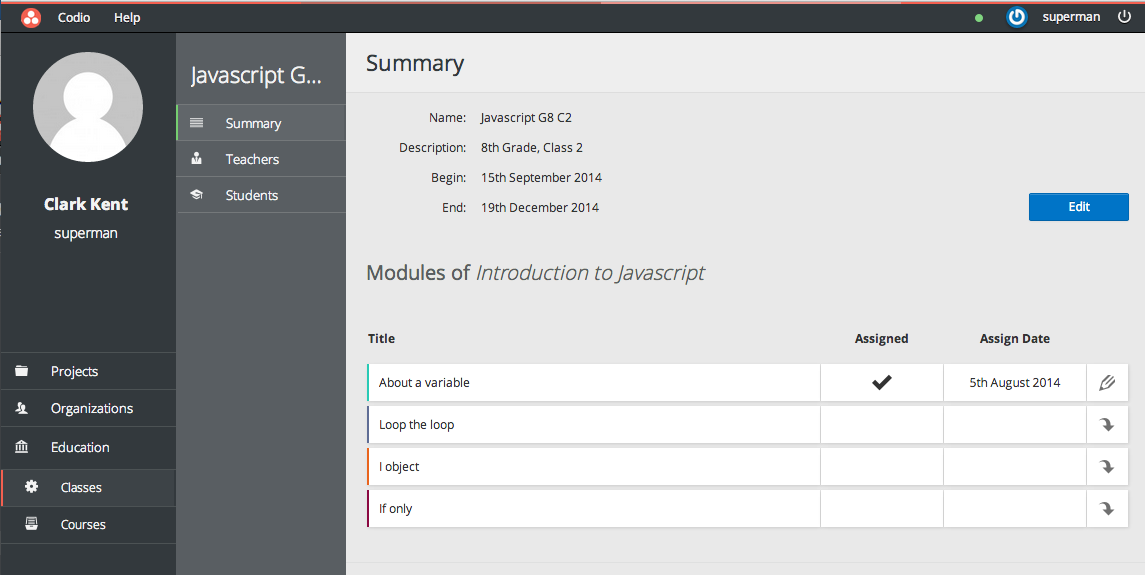 Codio Help superman
Clark Kent
superman
Projects
Organizations
Education
Classes
Courses
Javascript G...
Summary
Teachers
Students
Summary
Name: Javascript G8 C2
Description: 8th Grade, Class 2
Begin: 15th September 2014
End: 19th December 2014
Edit
Modules of Introduction to Javascript
Title Assigned Assign Date
About a variable 5th August 2014
Loop the loop
I object
If only